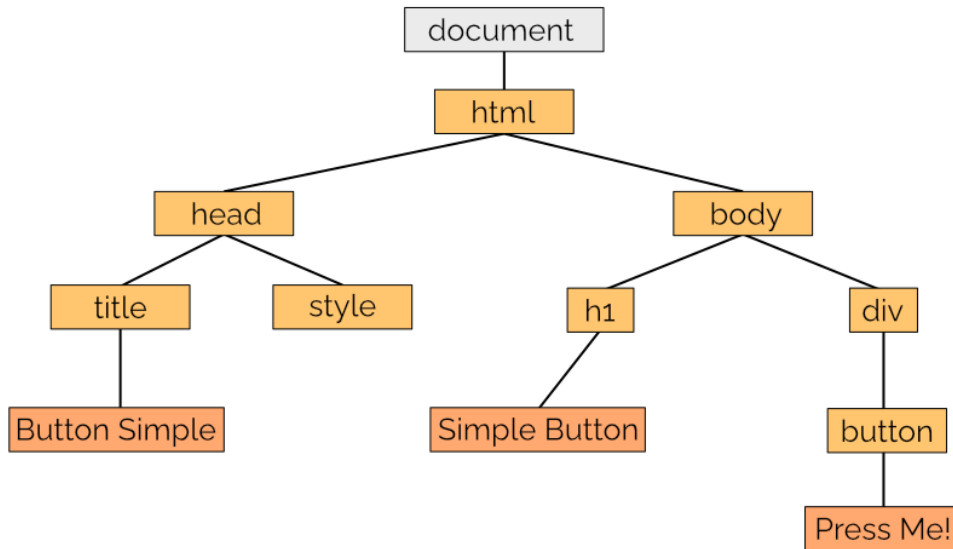 document
html
head
body
title
style
h1
div
Button Simple
Simple Button
button
Press Me!